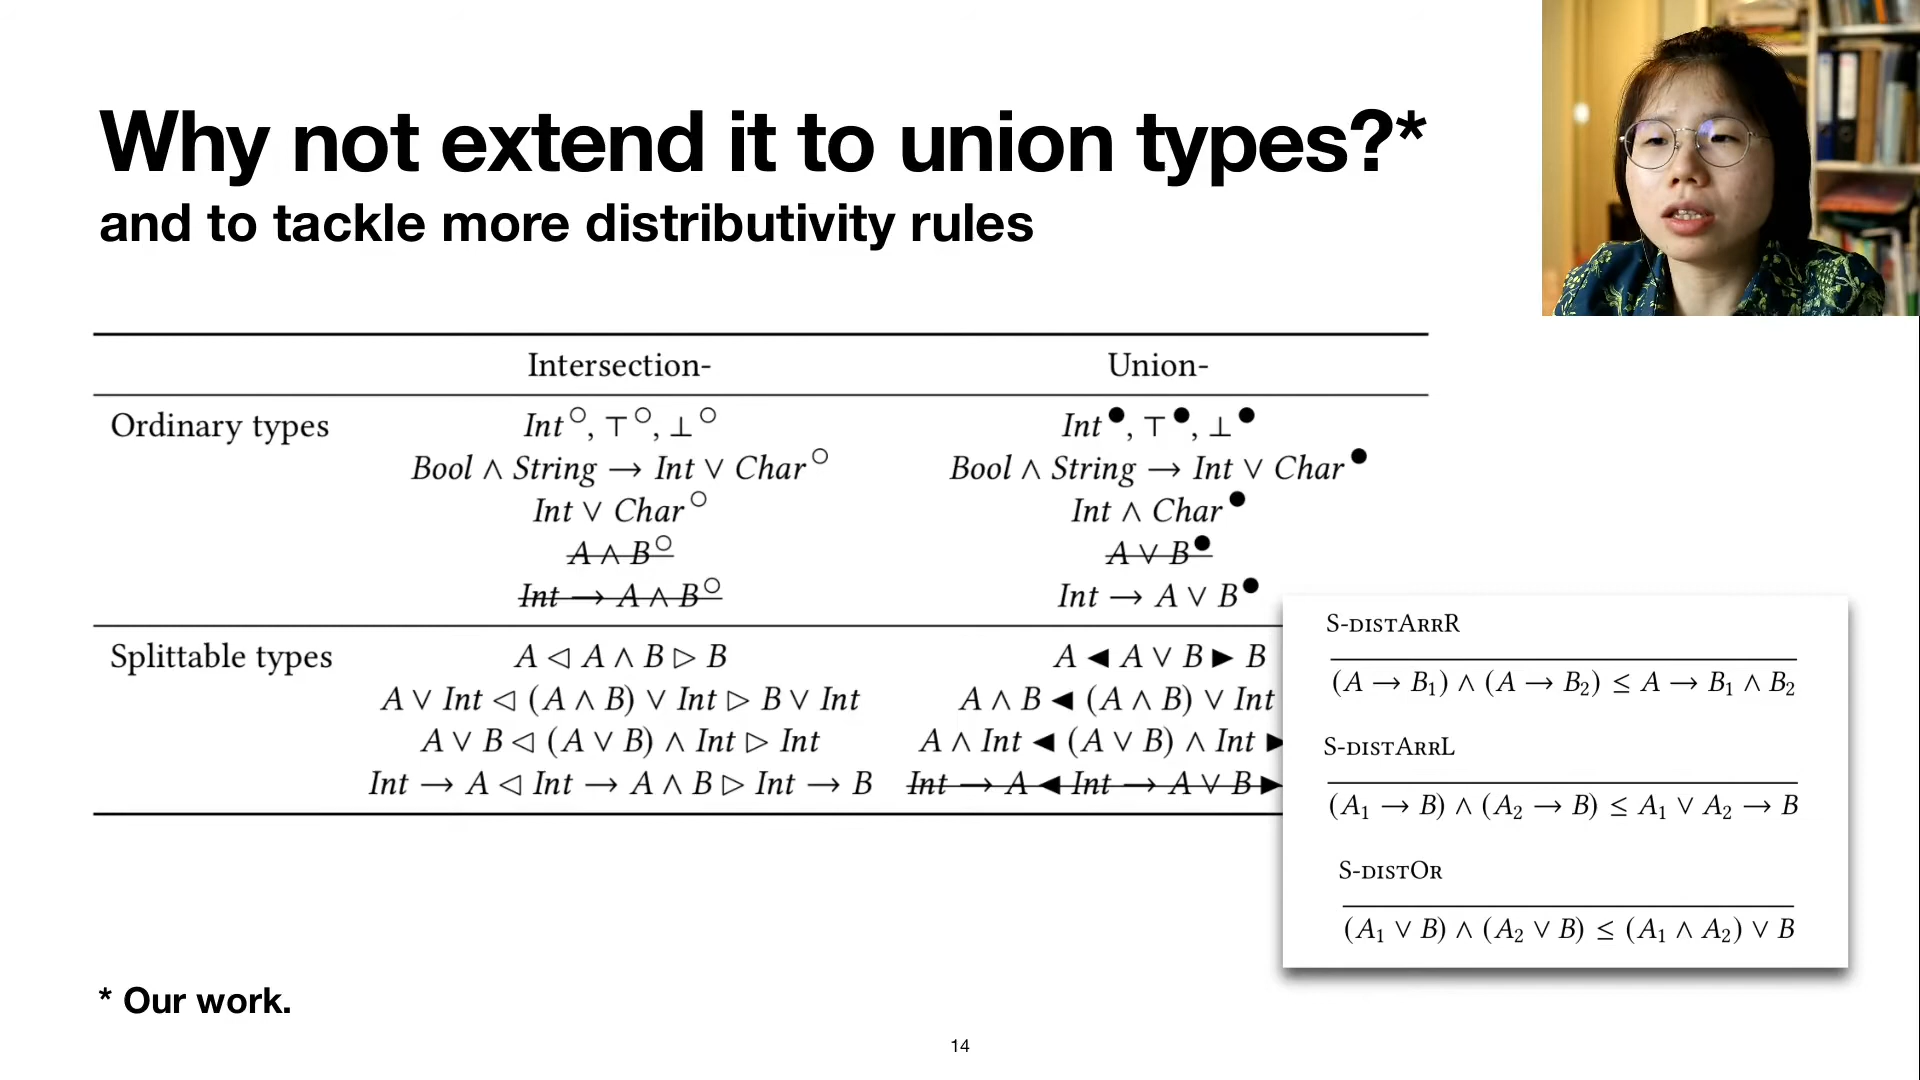 Why not extend it to union types?*
and to tackle more distributivity rules
Intersection- Union-
Ordinary types Int○, ⊤○, ⊥○ Int●, ⊤●, ⊥●
Bool ∧ String → Int ∨ Char○ Bool ∧ String → Int ∨ Char●
Int ∨ Char○ Int ∧ Char●
A ∧ B○ A ∨ B●
Int → A ∧ B○ Int → A ∨ B●
Splittable types A ◁ A ∧ B ▷ B A ◀ A ∨ B ▶ B
A ∨ Int ◁ (A ∧ B) ∨ Int ▷ B ∨ Int A ∧ B ◀ (A ∧ B) ∨ Int
A ∨ B ◁ (A ∨ B) ∧ Int ▷ Int A ∧ Int ◀ (A ∨ B) ∧ Int ▶
Int → A ◁ Int → A ∧ B ▷ Int → B Int → A ◀ Int → A ∨ B ▶
S-distArrR
(A → B₁) ∧ (A → B₂) ≤ A → B₁ ∧ B₂
S-distArrL
(A₁ → B) ∧ (A₂ → B) ≤ A₁ ∨ A₂ → B
S-distOr
(A₁ ∨ B) ∧ (A₂ ∨ B) ≤ (A₁ ∧ A₂) ∨ B
* Our work.
14